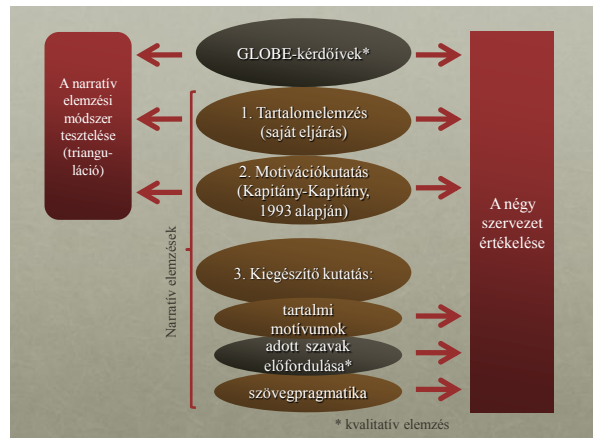 GLOBE-kérdőívek*
A narratív
elemzési
módszer
tesztelése
(triangu-
láció)
1. Tartalomelemzés
(saját eljárás)
2. Motivációkutatás
(Kapitány-Kapitány,
1993 alapján)
A négy
szervezet
értékelése
Narratív elemzések
3. Kiegészítő kutatás:
tartalmi
motívumok
adott szavak
előfordulása*
szövegpragmatika
* kvalitatív elemzés